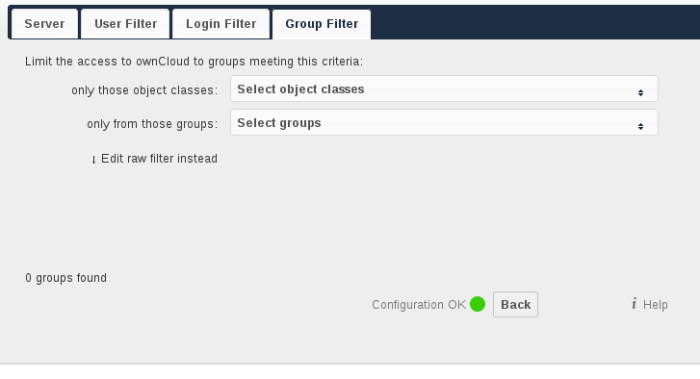 Server User Filter Login Filter Group Filter
Limit the access to ownCloud to groups meeting this criteria:
only those object classes: Select object classes
only from those groups: Select groups
↓ Edit raw filter instead
0 groups found
Configuration OK Back i Help